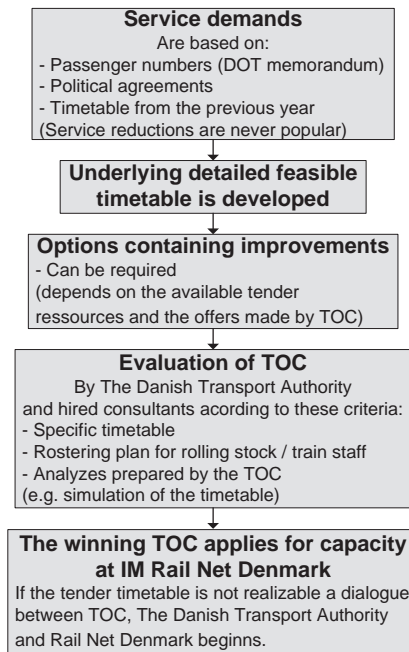 Service demands
Are based on:
- Passenger numbers (DOT memorandum)
- Political agreements
- Timetable from the previous year
(Service reductions are never popular)
Underlying detailed feasible
timetable is developed
Options containing improvements
- Can be required
(depends on the available tender
ressources and the offers made by TOC)
Evaluation of TOC
By The Danish Transport Authority
and hired consultants acording to these criteria:
- Specific timetable
- Rostering plan for rolling stock / train staff
- Analyzes prepared by the TOC
(e.g. simulation of the timetable)
The winning TOC applies for capacity
at IM Rail Net Denmark
If the tender timetable is not realizable a dialogue
between TOC, The Danish Transport Authority
and Rail Net Denmark begins.